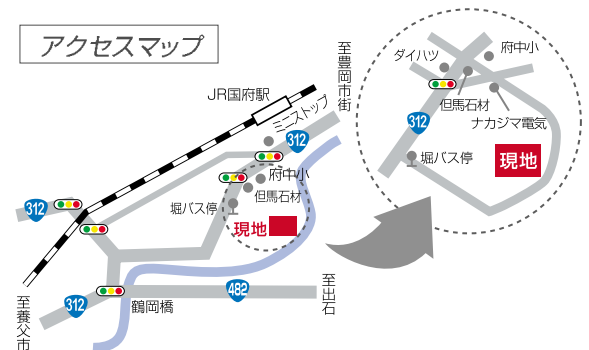 アクセスマップ
JR国府駅
ミニストップ
至豊岡市街
312
府中小
但馬石材
堀バス停
現地
312
鶴岡橋
312
482
至出石
至養父市
ダイハツ
府中小
但馬石材
ナカジマ電気
312
堀バス停
現地